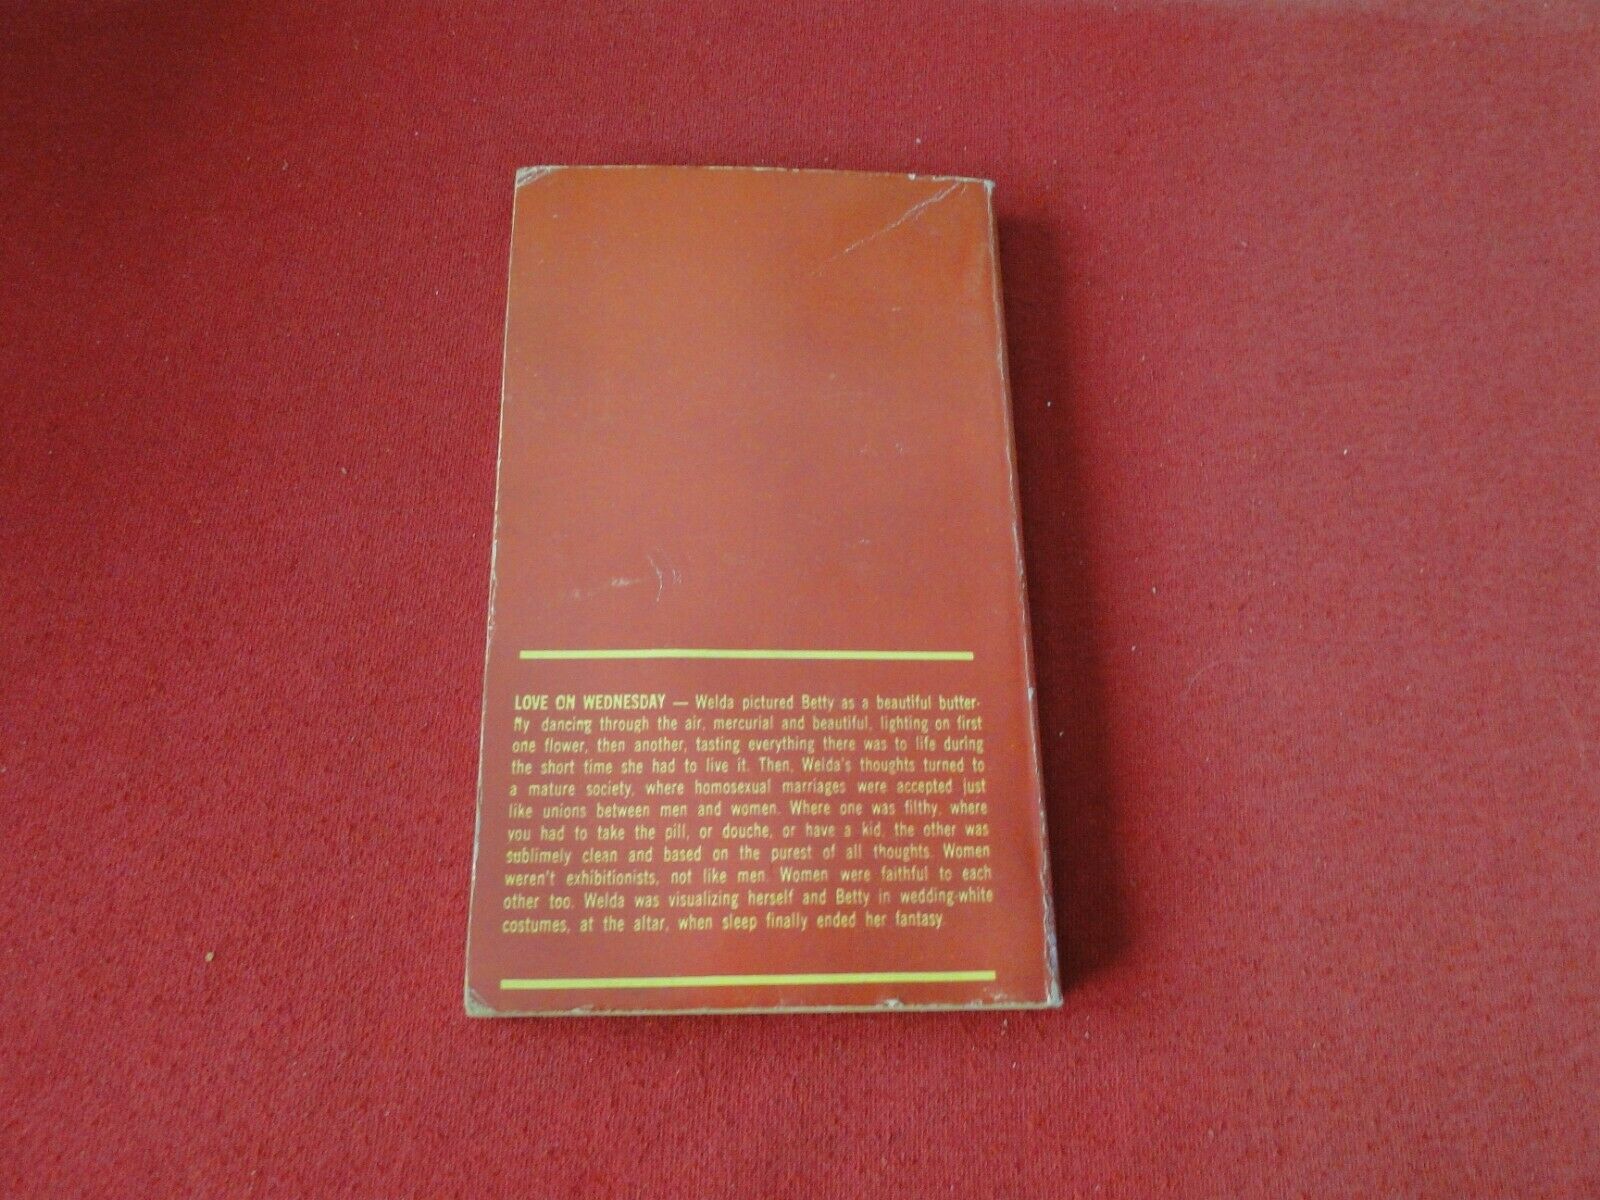 LOVE ON WEDNESDAY — Welda pictured Betty as a beautiful butter-
fly dancing through the air, mercurial and beautiful, lighting on first
one flower, then another, tasting everything there was to life during
the short time she had to live it. Then, Welda's thoughts turned to
a mature society, where homosexual marriages were accepted just
like unions between men and women. Where one was filthy, where
you had to take the pill, or douche, or have a kid, the other was
sublimely clean and based on the purest of all thoughts. Women
weren't exhibitionists, not like men. Women were faithful to each
other too. Welda was visualizing herself and Betty in wedding-white
costumes, at the altar, when sleep finally ended her fantasy.